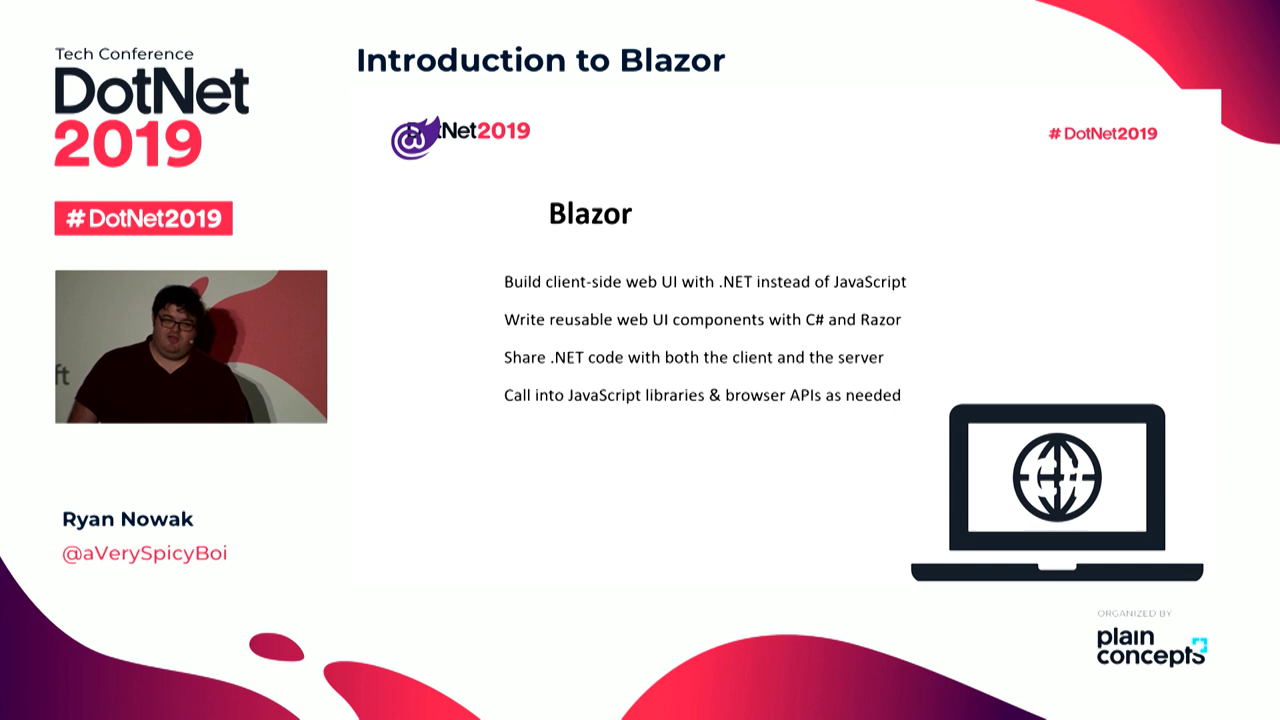 Tech Conference
DotNet
2019
# DotNet2019
Ryan Nowak
@aVerySpicyBoi
Introduction to Blazor
Net2019
# DotNet2019
Blazor
Build client-side web UI with .NET instead of JavaScript
Write reusable web UI components with C# and Razor
Share .NET code with both the client and the server
Call into JavaScript libraries & browser APIs as needed
C#
ORGANIZED BY
plain
concepts